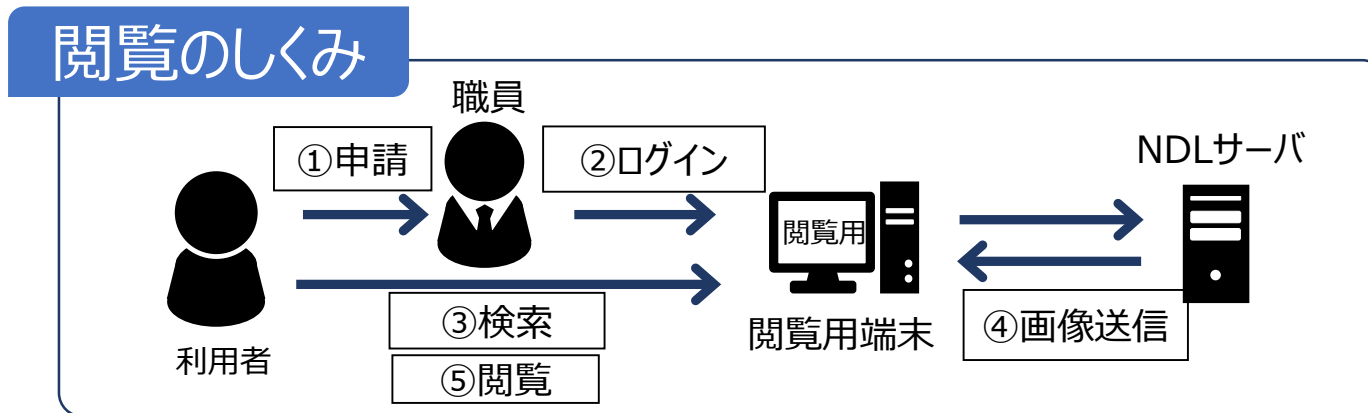 閲覧のしくみ
職員
①申請
②ログイン
NDLサーバ
閲覧用
③検索
④画像送信
閲覧用端末
利用者
⑤閲覧